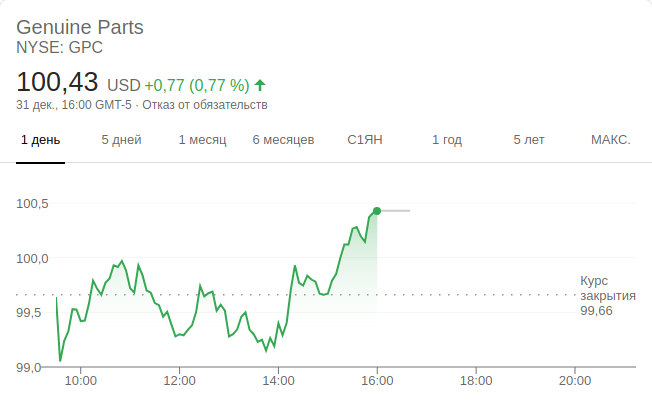 Genuine Parts
NYSE: GPC
100,43 USD +0,77 (0,77 %)
31 дек., 16:00 GMT-5 · Отказ от обязательств
1 день 5 дней 1 месяц 6 месяцев С1ЯН 1 год 5 лет МАКС.
100,5
100,0
Курс
закрытия
99,66
99,5
99,0
10:00 12:00 14:00 16:00 18:00 20:00